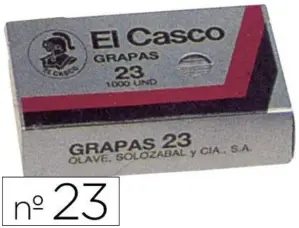 El Casco
GRAPAS
23
1000 UND
EL CASCO
GRAPAS 23
OLAVE, SOLOZABAL y CIA., S.A.
nº 23